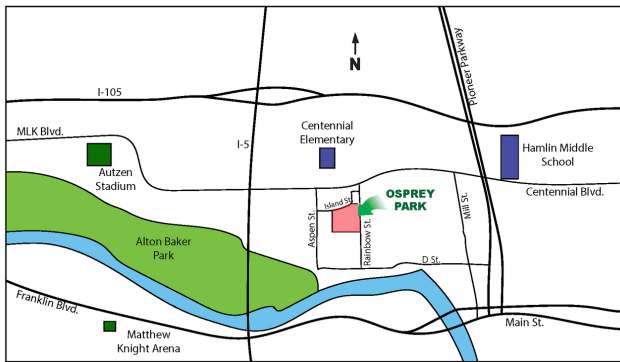 N
I-105
Pioneer Parkway
MLK Blvd.
I-5
Centennial
Elementary
Hamlin Middle
School
Autzen
Stadium
Centennial Blvd.
Island St.
OSPREY
PARK
Aspen St.
Rainbow St.
Mill St.
Alton Baker
Park
D St.
Franklin Blvd.
Main St.
Matthew
Knight Arena